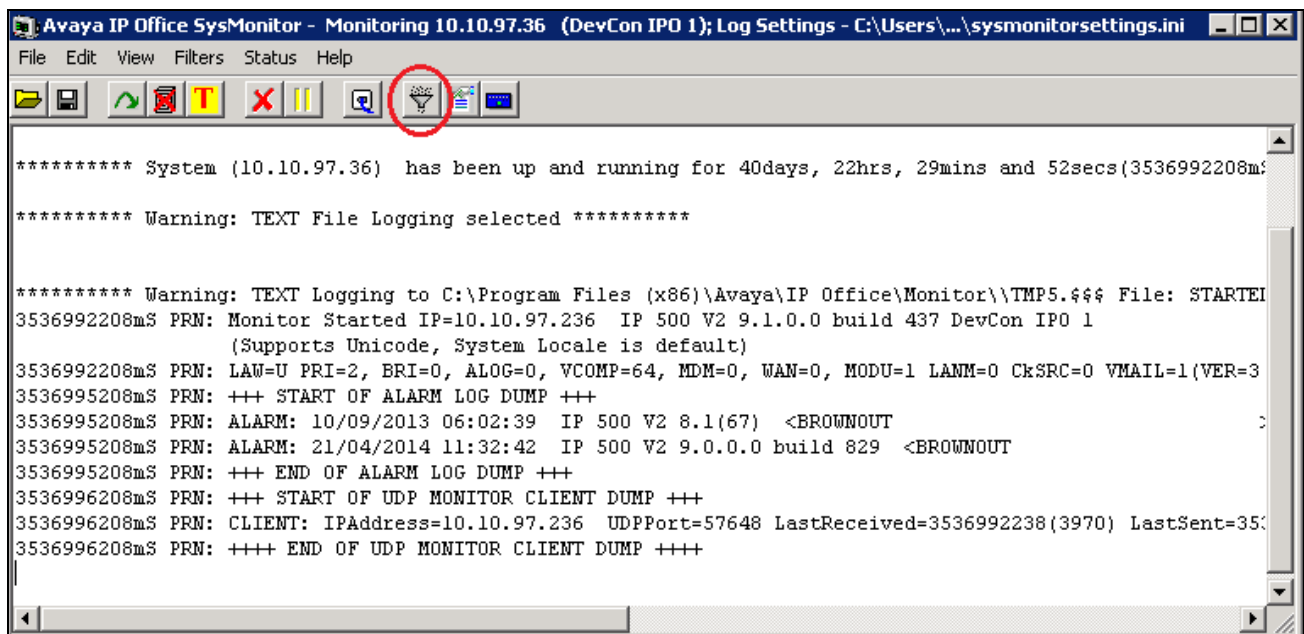 Avaya IP Office SysMonitor - Monitoring 10.10.97.36 (DevCon IPO 1); Log Settings - C:\Users\...\sysmonitorsettings.ini
File Edit View Filters Status Help
T
********** System (10.10.97.36) has been up and running for 40days, 22hrs, 29mins and 52secs(3536992208mS
********** Warning: TEXT File Logging selected **********
********** Warning: TEXT Logging to C:\Program Files (x86)\Avaya\IP Office\Monitor\\TMP5.$$$ File: STARTE
3536992208mS PRN: Monitor Started IP=10.10.97.236 IP 500 V2 9.1.0.0 build 437 DevCon IPO 1
(Supports Unicode, System Locale is default)
3536992208mS PRN: LAW=U PRI=2, BRI=0, ALOG=0, VCOMP=64, MDM=0, WAN=0, MODU=1 LANM=0 CkSRC=0 VMAIL=1(VER=3
3536995208mS PRN: +++ START OF ALARM LOG DUMP +++
3536995208mS PRN: ALARM: 10/09/2013 06:02:39 IP 500 V2 8.1(67) <BROWNOUT
3536995208mS PRN: ALARM: 21/04/2014 11:32:42 IP 500 V2 9.0.0.0 build 829 <BROWNOUT
3536995208mS PRN: +++ END OF ALARM LOG DUMP +++
3536996208mS PRN: +++ START OF UDP MONITOR CLIENT DUMP +++
3536996208mS PRN: CLIENT: IPAddress=10.10.97.236 UDPPort=57648 LastReceived=3536992238(3970) LastSent=353
3536996208mS PRN: ++++ END OF UDP MONITOR CLIENT DUMP ++++